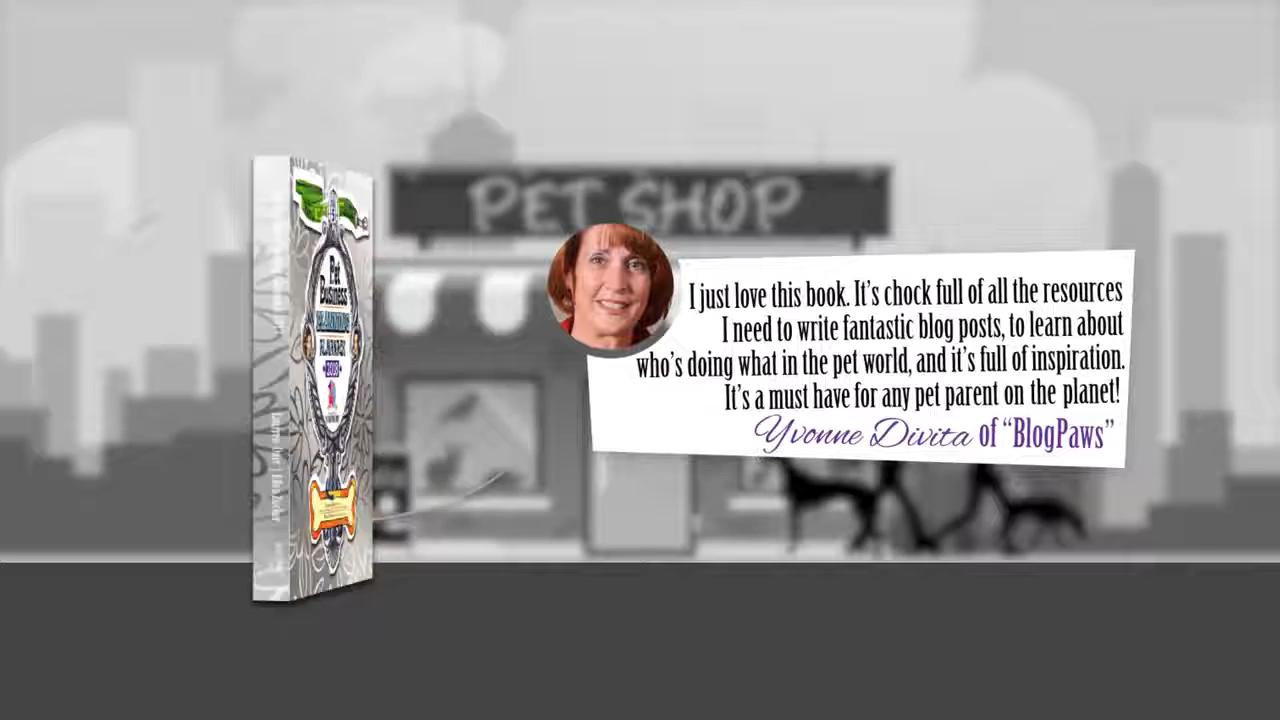 PET SHOP
Pet
Business
PLANNER
I just love this book. It’s chock full of all the resources
I need to write fantastic blog posts, to learn about
who’s doing what in the pet world, and it’s full of inspiration.
It’s a must have for any pet parent on the planet!
Yvonne Divita of “BlogPaws”